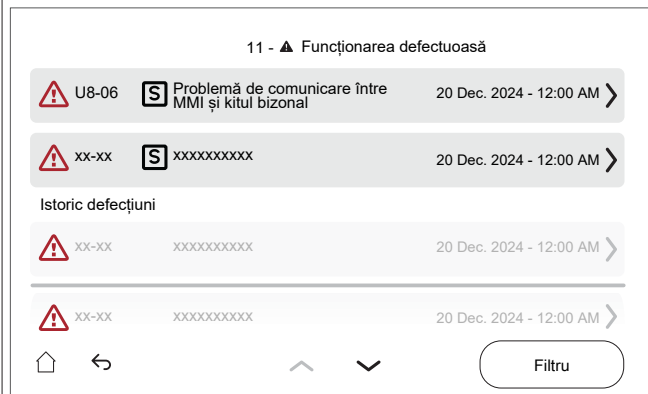 11 - ⚠ Funcționarea defectuoasă
U8-06 S Problemă de comunicare între
MMI și kitul bizonal 20 Dec. 2024 - 12:00 AM
xx-xx S xxxxxxxxxx 20 Dec. 2024 - 12:00 AM
Istoric defecțiuni
xx-xx xxxxxxxxxx 20 Dec. 2024 - 12:00 AM
xx-xx xxxxxxxxxx 20 Dec. 2024 - 12:00 AM
Filtru